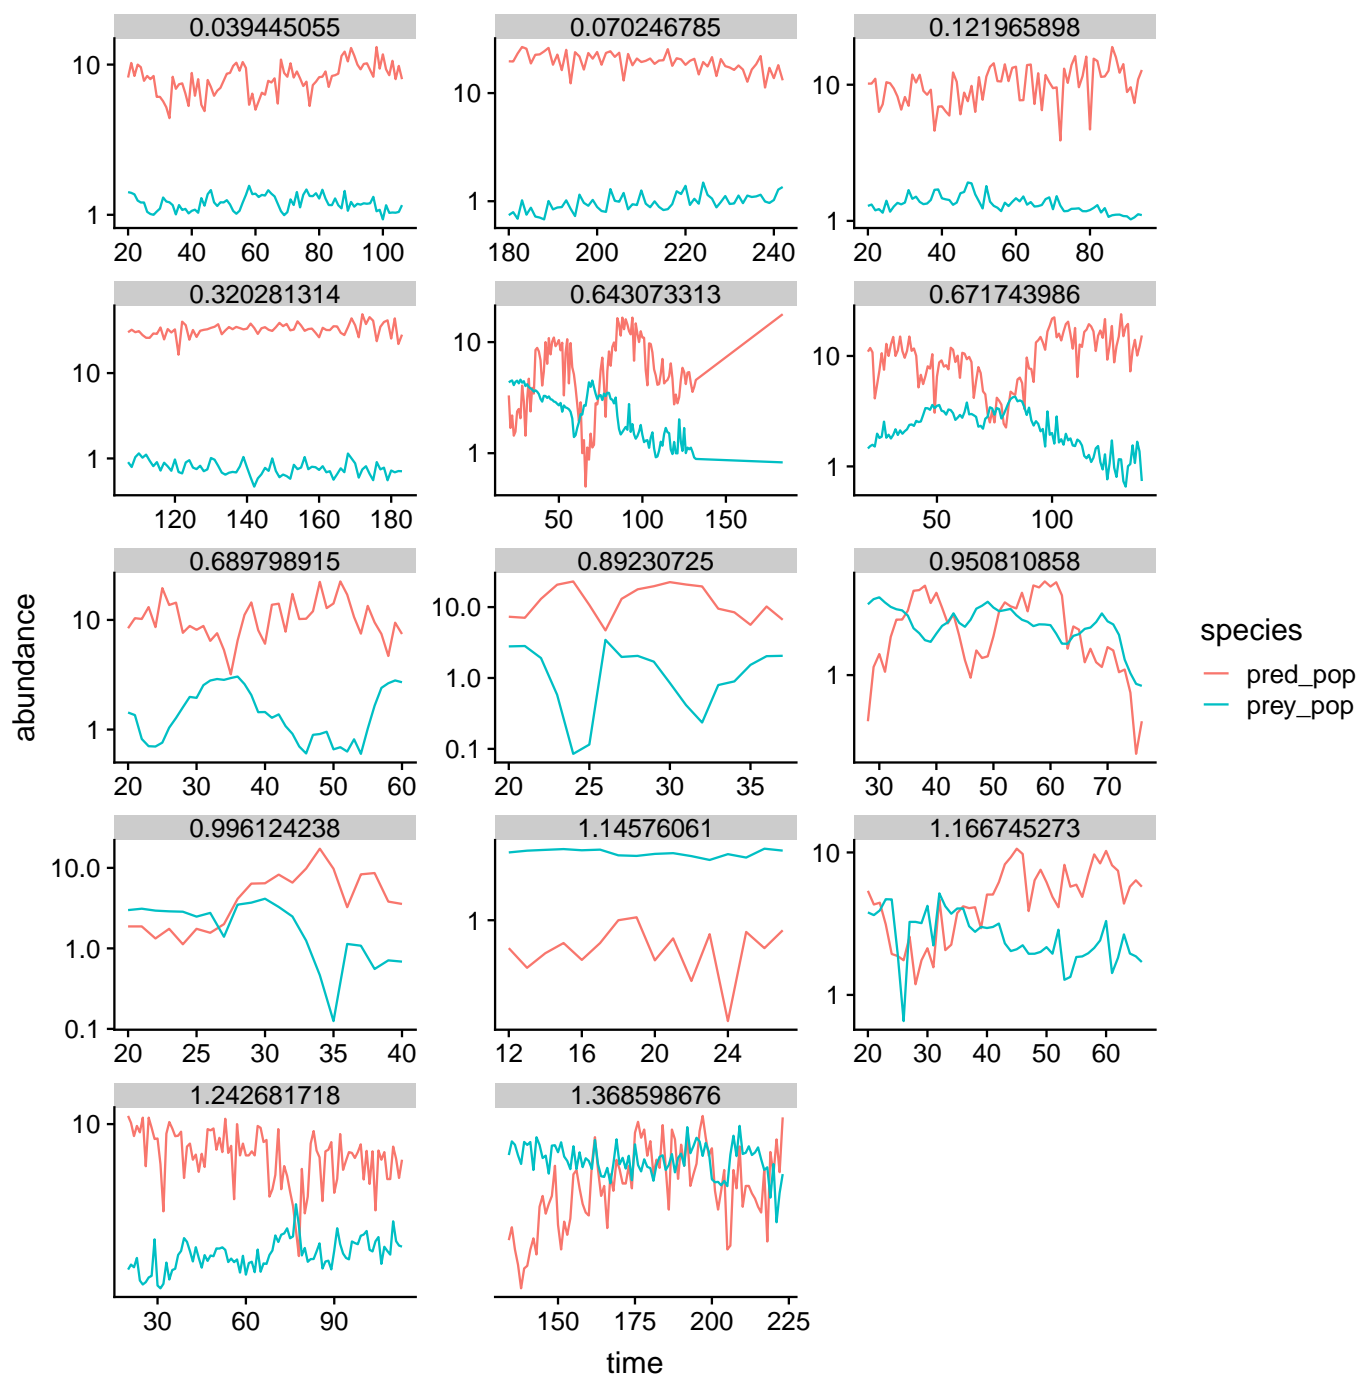 0.039445055
0.070246785
0.121965898
10
1
20 40 60 80 100
10
1
180 200 220 240
10
1
20 40 60 80
0.320281314
0.643073313
0.671743986
10
1
120 140 160 180
10
1
50 100 150
10
1
50 100
0.689798915
0.89230725
0.950810858
10
1
20 30 40 50 60
10.0
1.0
0.1
20 25 30 35
1
30 40 50 60 70
0.996124238
1.14576061
1.166745273
10.0
1.0
0.1
20 25 30 35 40
1
12 16 20 24
10
1
20 30 40 50 60
1.242681718
1.368598676
10
30 60 90
150 175 200 225
abundance
time
species
pred_pop
prey_pop